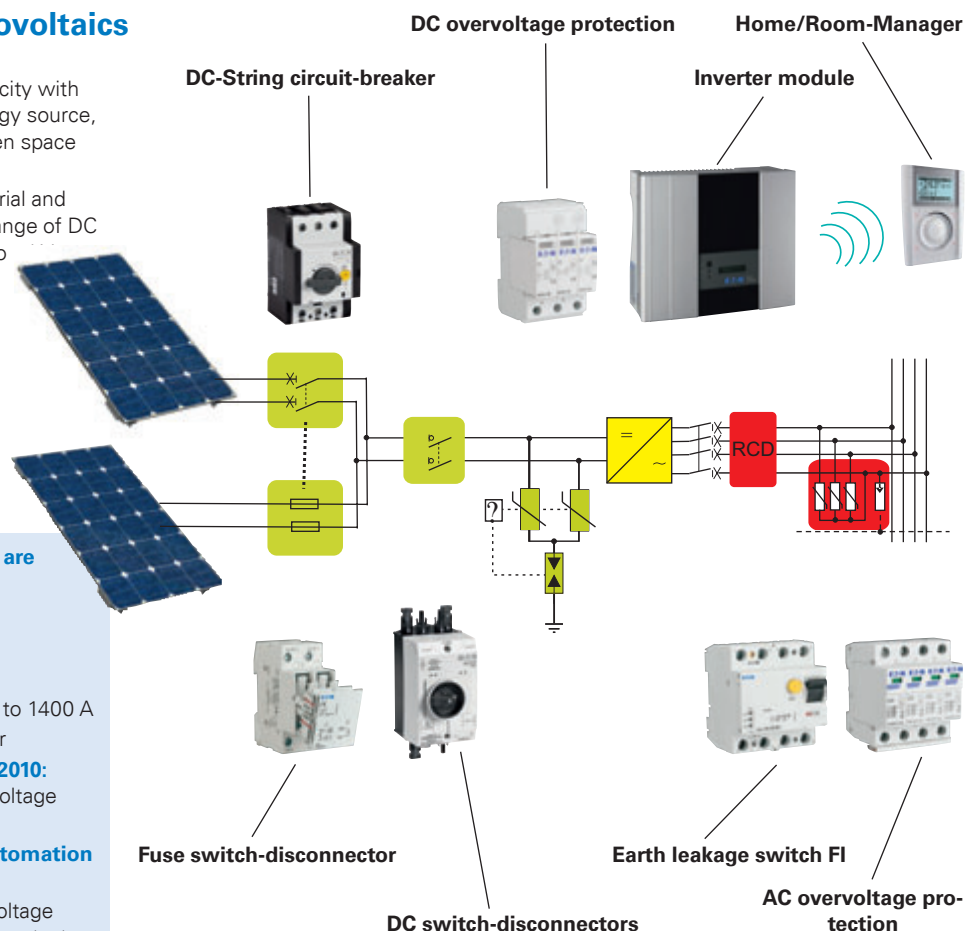 ovoltaics
city with
gy source,
en space
rial and
ange of DC
DC overvoltage protection
Home/Room-Manager
DC-String circuit-breaker
Inverter module
=
~
RCD
?
are
to 1400 A
r
2010:
oltage
tomation
oltage
Fuse switch-disconnector
DC switch-disconnectors
Earth leakage switch FI
AC overvoltage pro-
tection